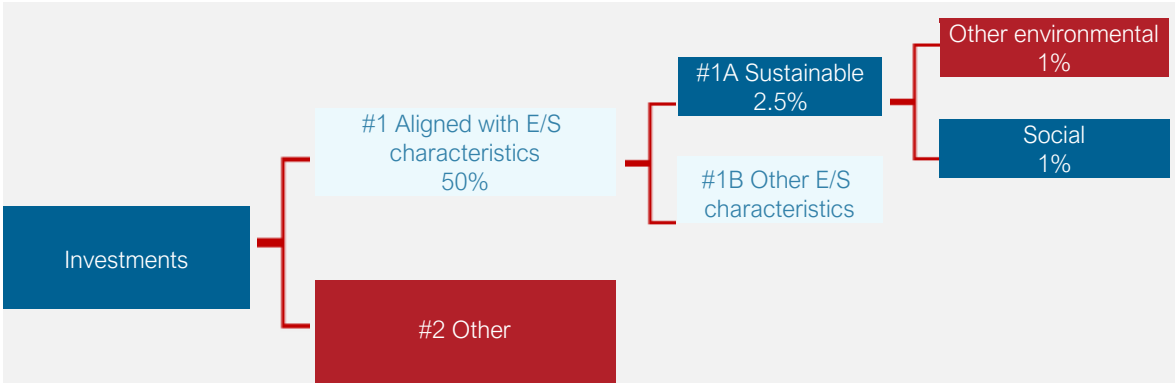 Investments
#1 Aligned with E/S
characteristics
50%
#2 Other
#1A Sustainable
2.5%
#1B Other E/S
characteristics
Other environmental
1%
Social
1%